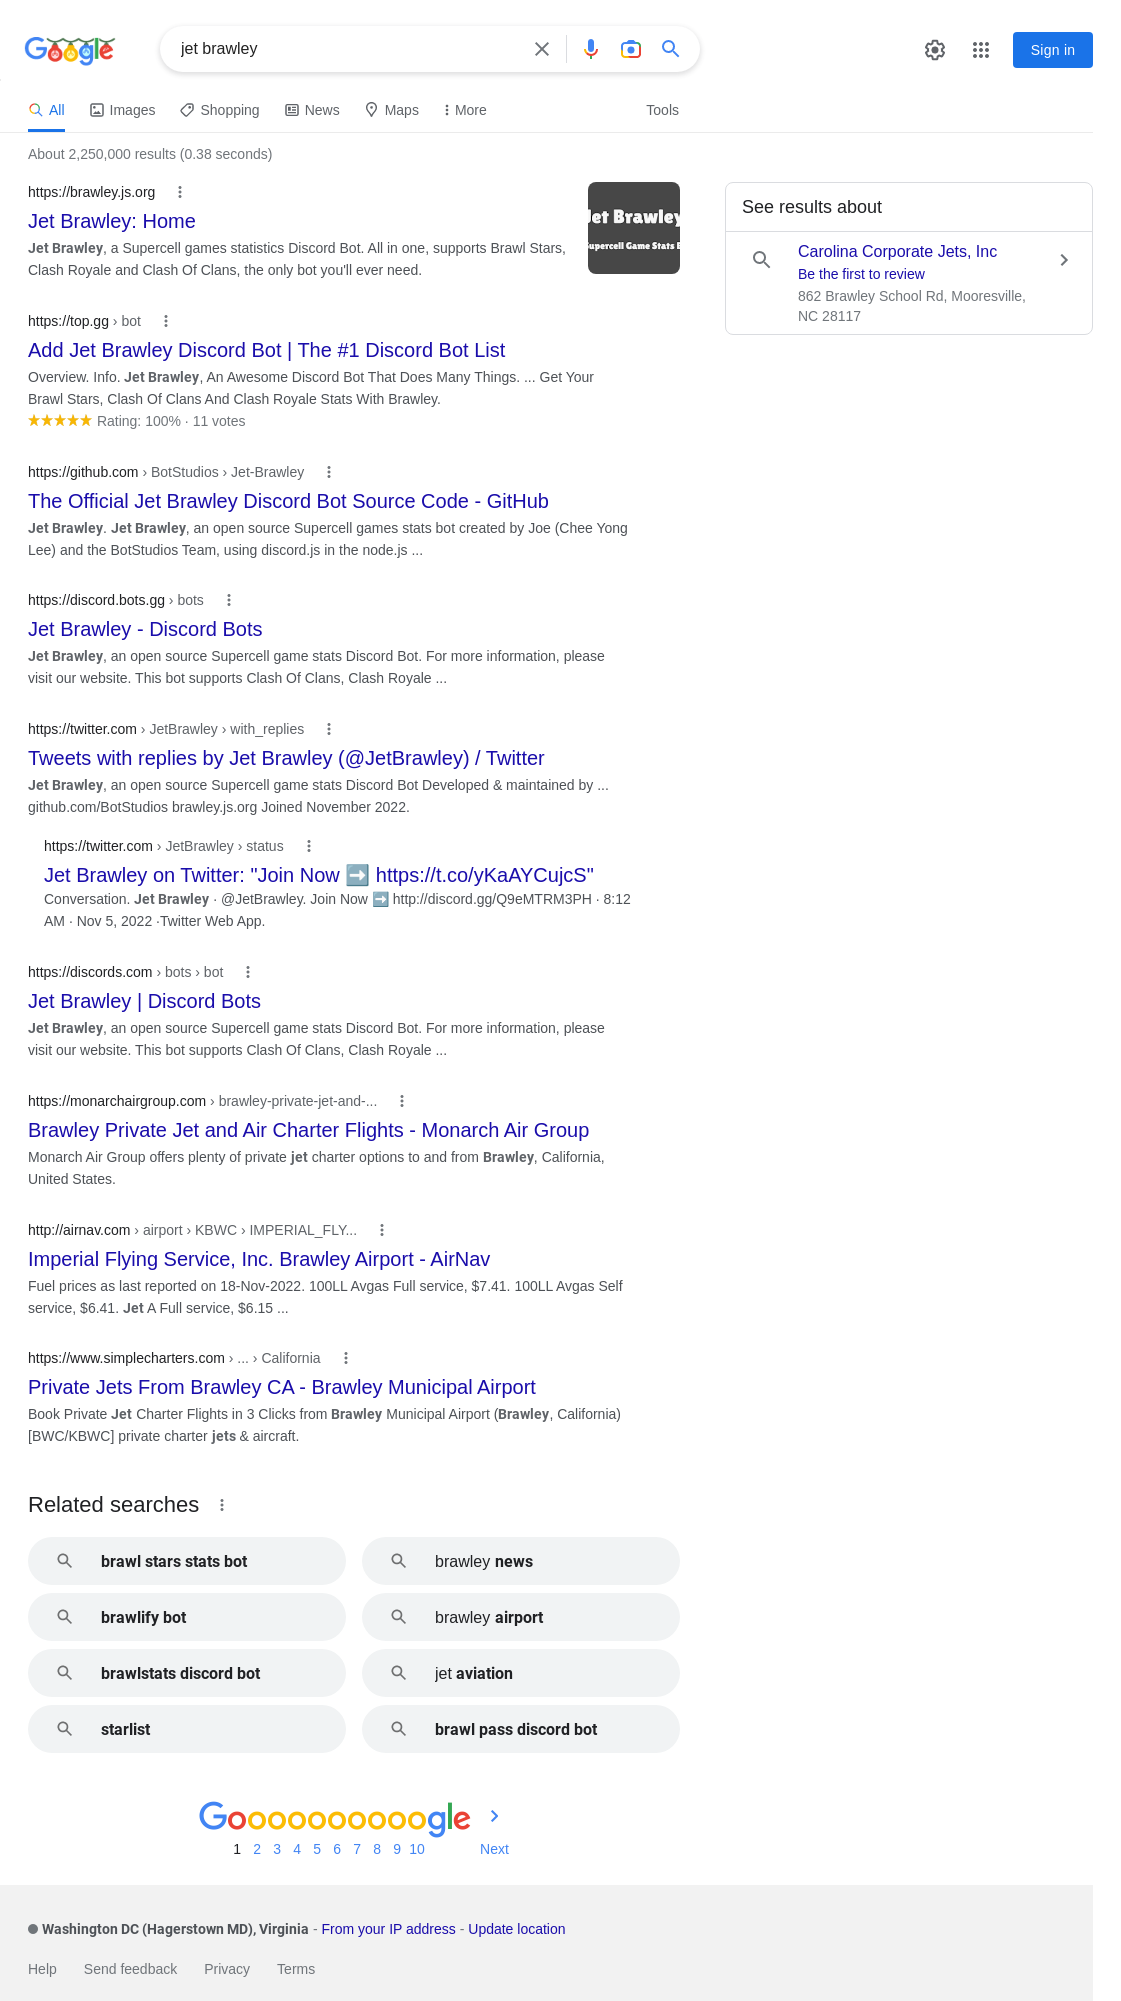 Google
jet brawley
Sign in
All
Images
Shopping
News
Maps
More
Tools
About 2,250,000 results (0.38 seconds)
https://brawley.js.org
Jet Brawley: Home
Jet Brawley, a Supercell games statistics Discord Bot. All in one, supports Brawl Stars,
Clash Royale and Clash Of Clans, the only bot you'll ever need.
Jet Brawley
Supercell Game Stats B
See results about
Carolina Corporate Jets, Inc
Be the first to review
862 Brawley School Rd, Mooresville,
NC 28117
https://top.gg › bot
Add Jet Brawley Discord Bot | The #1 Discord Bot List
Overview. Info. Jet Brawley, An Awesome Discord Bot That Does Many Things. ... Get Your
Brawl Stars, Clash Of Clans And Clash Royale Stats With Brawley.
Rating: 100% · 11 votes
https://github.com › BotStudios › Jet-Brawley
The Official Jet Brawley Discord Bot Source Code - GitHub
Jet Brawley. Jet Brawley, an open source Supercell games stats bot created by Joe (Chee Yong
Lee) and the BotStudios Team, using discord.js in the node.js ...
https://discord.bots.gg › bots
Jet Brawley - Discord Bots
Jet Brawley, an open source Supercell game stats Discord Bot. For more information, please
visit our website. This bot supports Clash Of Clans, Clash Royale ...
https://twitter.com › JetBrawley › with_replies
Tweets with replies by Jet Brawley (@JetBrawley) / Twitter
Jet Brawley, an open source Supercell game stats Discord Bot Developed & maintained by ...
github.com/BotStudios brawley.js.org Joined November 2022.
https://twitter.com › JetBrawley › status
Jet Brawley on Twitter: "Join Now ➡️ https://t.co/yKaAYCujcS"
Conversation. Jet Brawley · @JetBrawley. Join Now ➡️ http://discord.gg/Q9eMTRM3PH · 8:12
AM · Nov 5, 2022 ·Twitter Web App.
https://discords.com › bots › bot
Jet Brawley | Discord Bots
Jet Brawley, an open source Supercell game stats Discord Bot. For more information, please
visit our website. This bot supports Clash Of Clans, Clash Royale ...
https://monarchairgroup.com › brawley-private-jet-and-...
Brawley Private Jet and Air Charter Flights - Monarch Air Group
Monarch Air Group offers plenty of private jet charter options to and from Brawley, California,
United States.
http://airnav.com › airport › KBWC › IMPERIAL_FLY...
Imperial Flying Service, Inc. Brawley Airport - AirNav
Fuel prices as last reported on 18-Nov-2022. 100LL Avgas Full service, $7.41. 100LL Avgas Self
service, $6.41. Jet A Full service, $6.15 ...
https://www.simplecharters.com › ... › California
Private Jets From Brawley CA - Brawley Municipal Airport
Book Private Jet Charter Flights in 3 Clicks from Brawley Municipal Airport (Brawley, California)
[BWC/KBWC] private charter jets & aircraft.
Related searches
brawl stars stats bot
brawley news
brawlify bot
brawley airport
brawlstats discord bot
jet aviation
starlist
brawl pass discord bot
Goooooooooogle
1 2 3 4 5 6 7 8 9 10 Next
Washington DC (Hagerstown MD), Virginia - From your IP address - Update location
Help Send feedback Privacy Terms